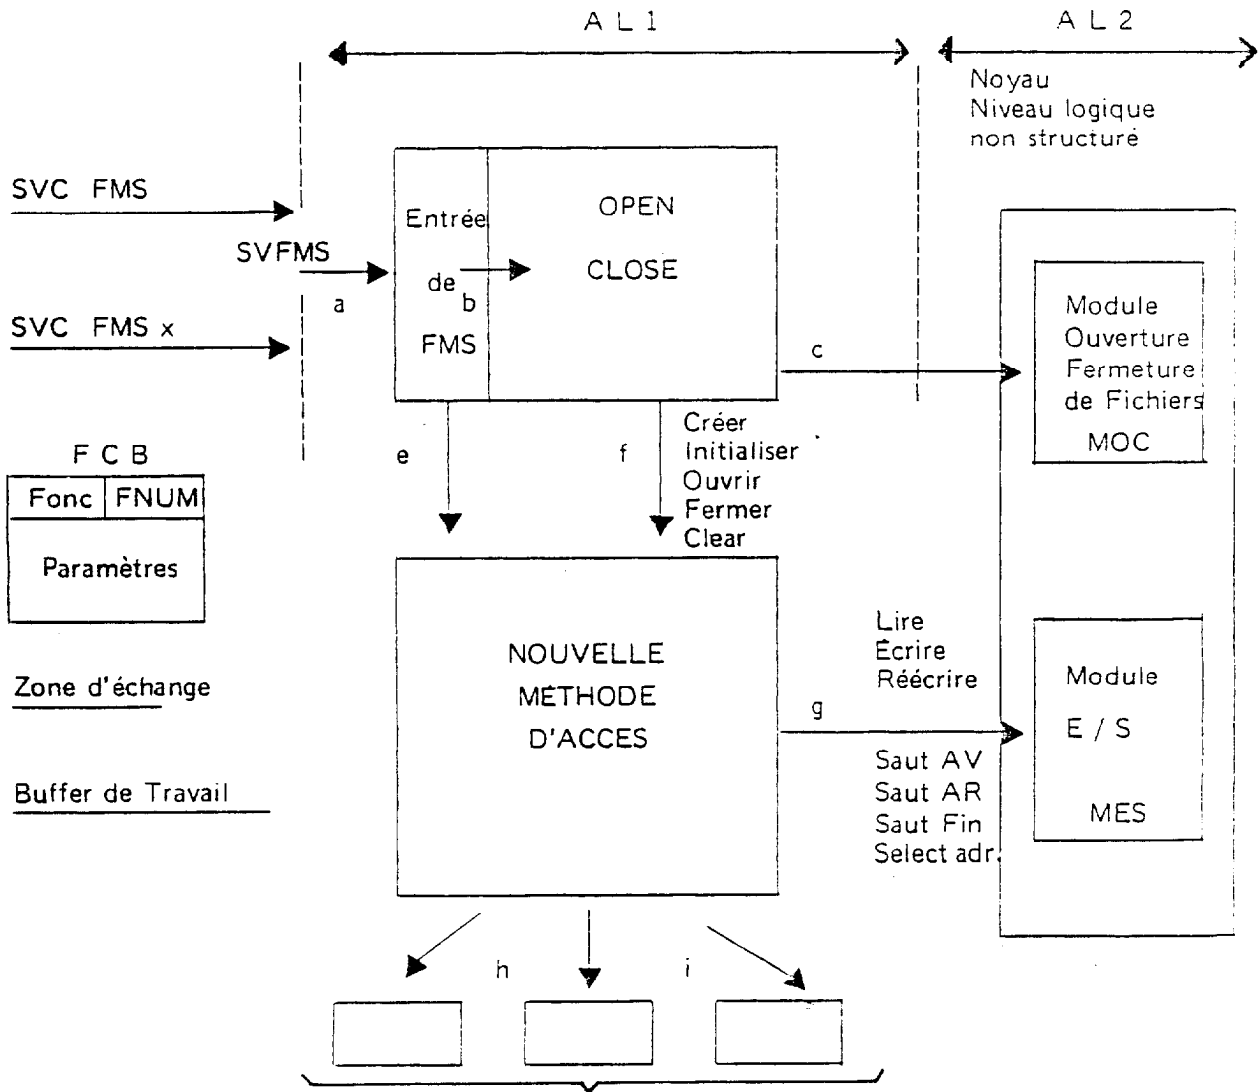 A L 1
A L 2
Noyau
Niveau logique
non structuré
SVC FMS
SVFMS
a
SVC FMS x
Entrée
de
FMS
b
OPEN
CLOSE
c
Module
Ouverture
Fermeture
de Fichiers
MOC
e
f
Créer
Initialiser
Ouvrir
Fermer
Clear
F C B
Fonc FNUM
Paramètres
Zone d'échange
Buffer de Travail
NOUVELLE
MÉTHODE
D'ACCES
Lire
Écrire
Réécrire
g
Saut AV
Saut AR
Saut Fin
Select adr.
Module
E / S
MES
h
i